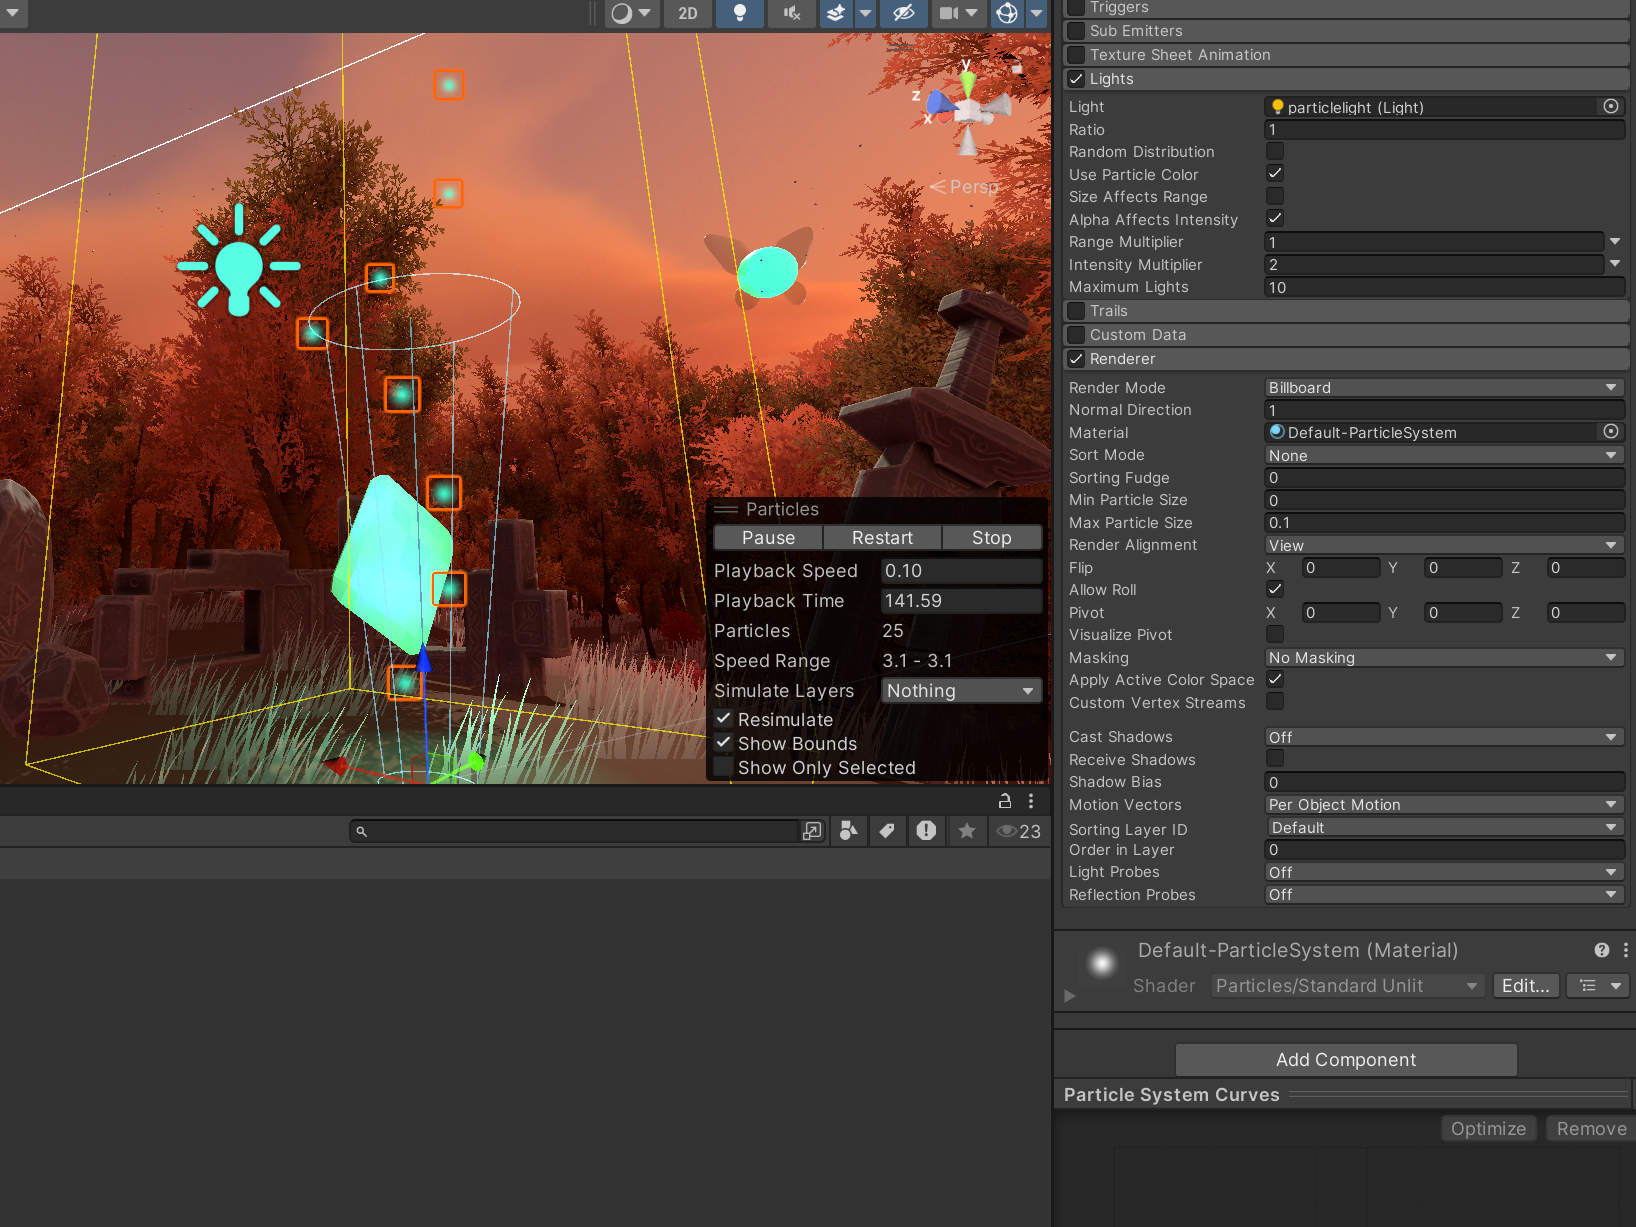 2D
y
z
x
Persp
Particles
Pause Restart Stop
Playback Speed 0.10
Playback Time 141.59
Particles 25
Speed Range 3.1 - 3.1
Simulate Layers Nothing
Resimulate
Show Bounds
Show Only Selected
23
Triggers
Sub Emitters
Texture Sheet Animation
Lights
Light particlelight (Light)
Ratio 1
Random Distribution
Use Particle Color
Size Affects Range
Alpha Affects Intensity
Range Multiplier 1
Intensity Multiplier 2
Maximum Lights 10
Trails
Custom Data
Renderer
Render Mode Billboard
Normal Direction 1
Material Default-ParticleSystem
Sort Mode None
Sorting Fudge 0
Min Particle Size 0
Max Particle Size 0.1
Render Alignment View
Flip X 0 Y 0 Z 0
Allow Roll
Pivot X 0 Y 0 Z 0
Visualize Pivot
Masking No Masking
Apply Active Color Space
Custom Vertex Streams
Cast Shadows Off
Receive Shadows
Shadow Bias 0
Motion Vectors Per Object Motion
Sorting Layer ID Default
Order in Layer 0
Light Probes Off
Reflection Probes Off
Default-ParticleSystem (Material)
Shader Particles/Standard Unlit Edit...
Add Component
Particle System Curves
Optimize Remove